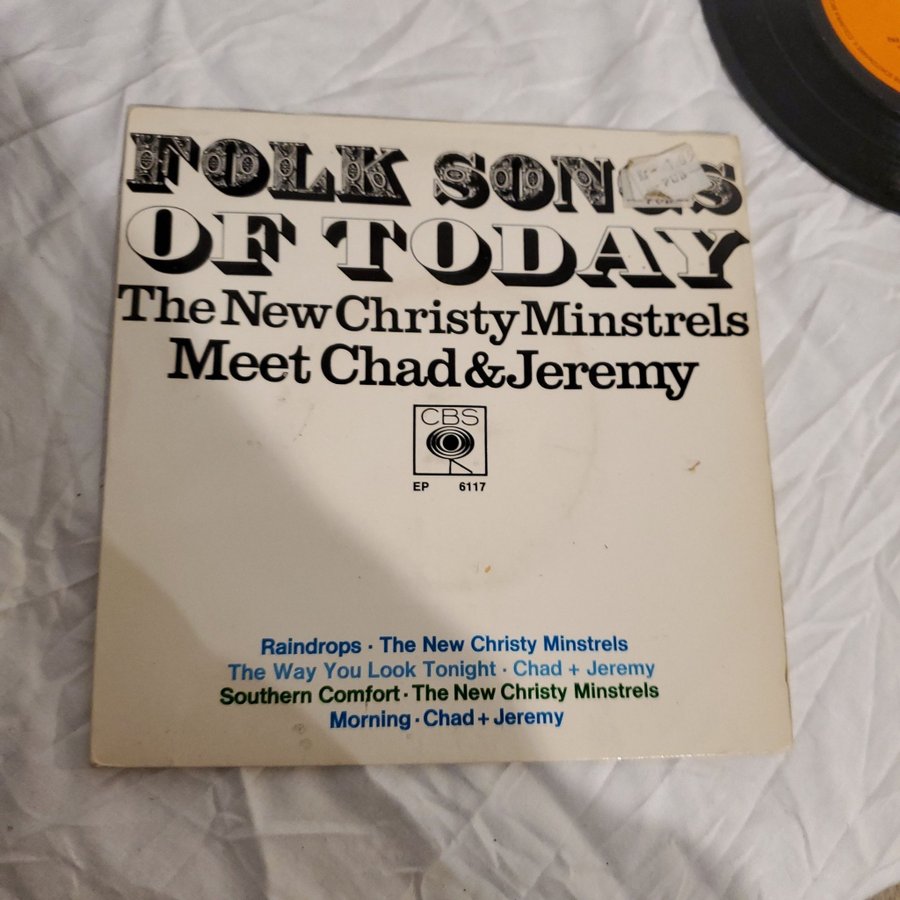 FOLK SONGS
OF TODAY
The New Christy Minstrels
Meet Chad & Jeremy
CBS
EP 6117
Raindrops · The New Christy Minstrels
The Way You Look Tonight · Chad + Jeremy
Southern Comfort · The New Christy Minstrels
Morning · Chad + Jeremy